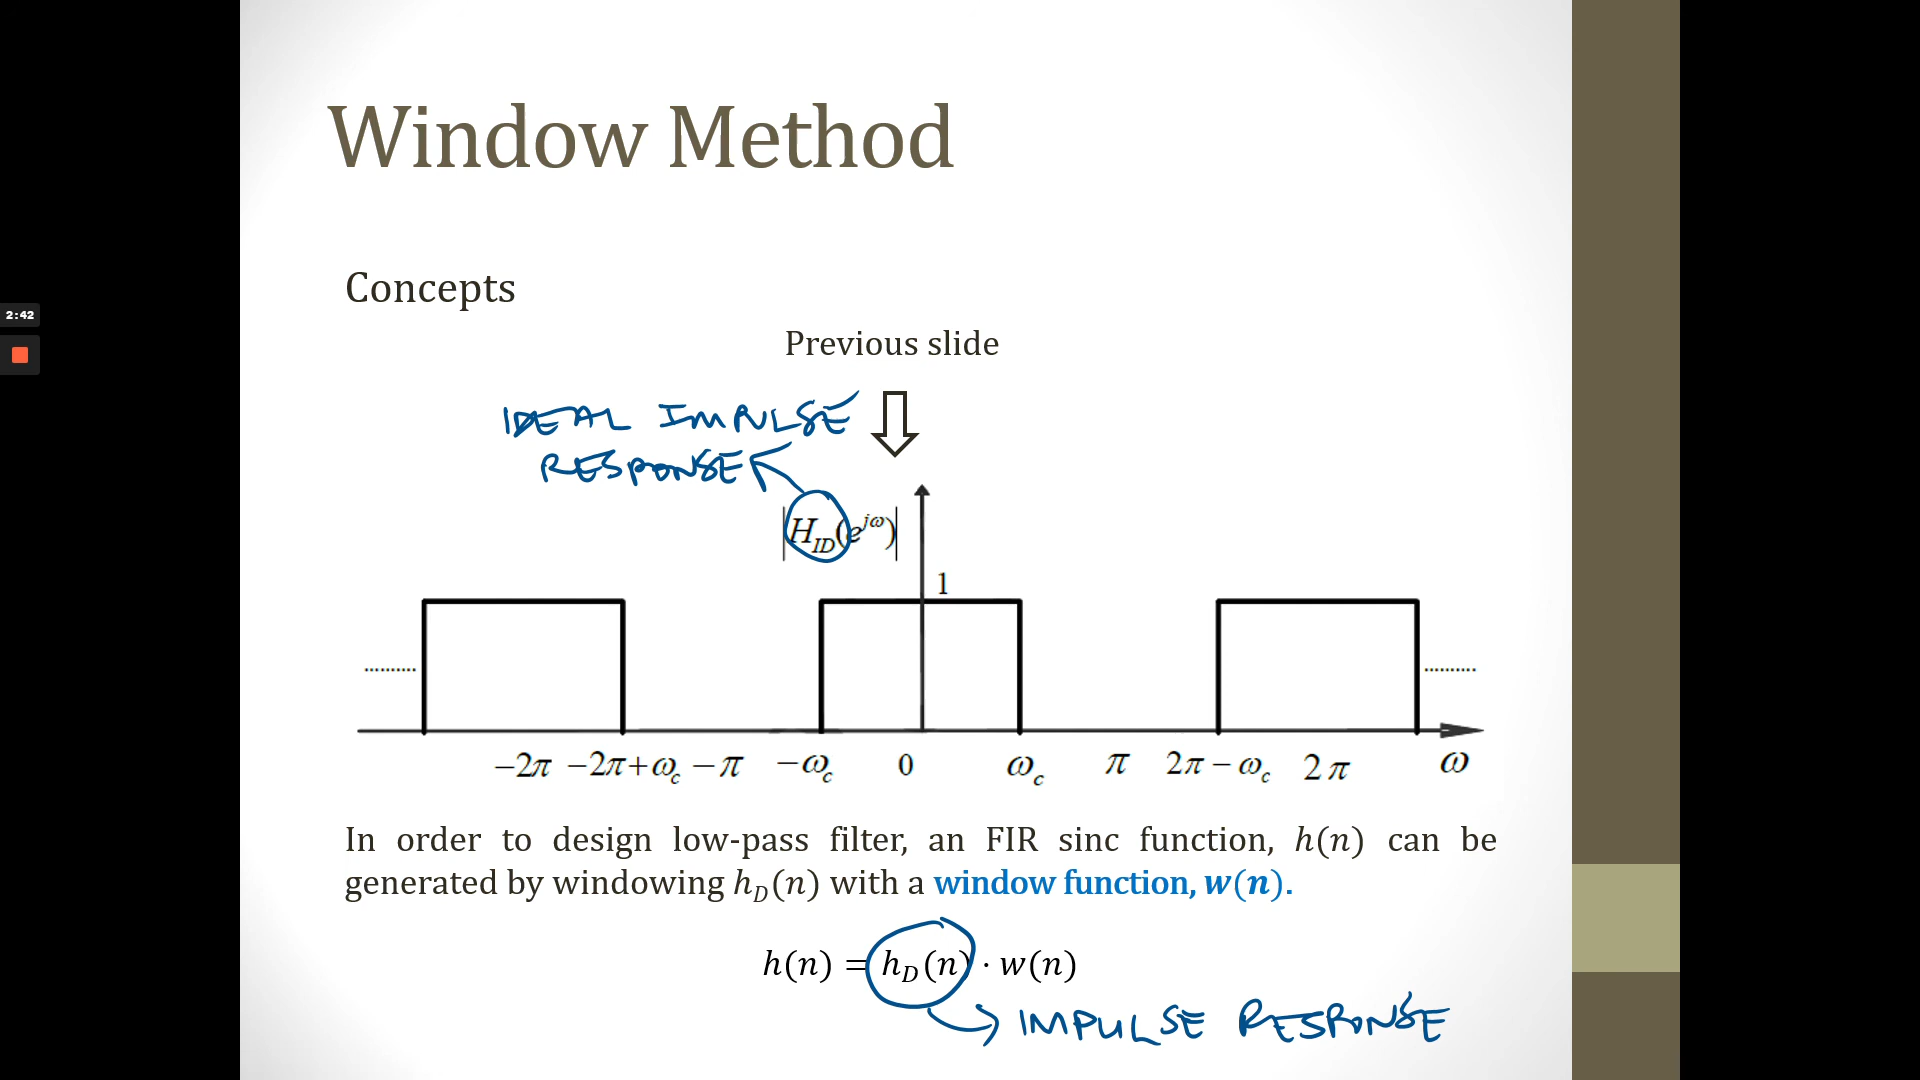 Window Method
Concepts
2:42
Previous slide
IDEAL IMPULSE
RESPONSE
|H_ID(e^{jω})|
1
..........
..........
−2π −2π+ω_c −π −ω_c 0 ω_c π 2π−ω_c 2π ω
In order to design low-pass filter, an FIR sinc function, h(n) can be
generated by windowing h_D(n) with a window function, w(n).
h(n) = h_D(n) · w(n)
IMPULSE RESPONSE